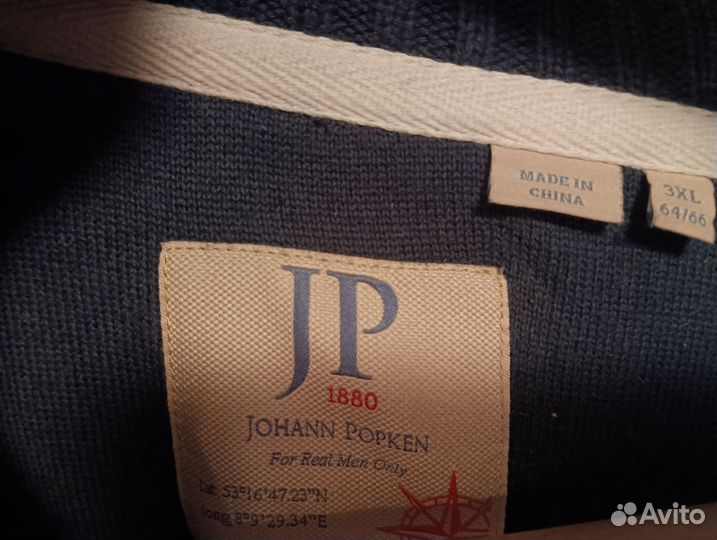 MADE IN
CHINA
3XL
64/66
JP
1880
JOHANN POPKEN
For Real Men Only
Lat 53°16'47.23"N
Long 8°9'29.34"E
Avito